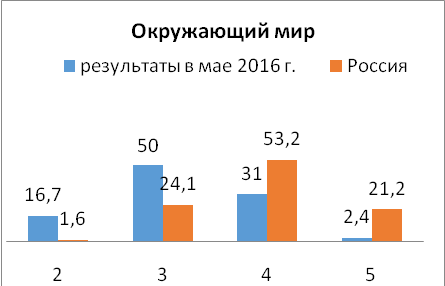 Окружающий мир
результаты в мае 2016 г. Россия
16,7 1,6 50 24,1 31 53,2 2,4 21,2
2 3 4 5